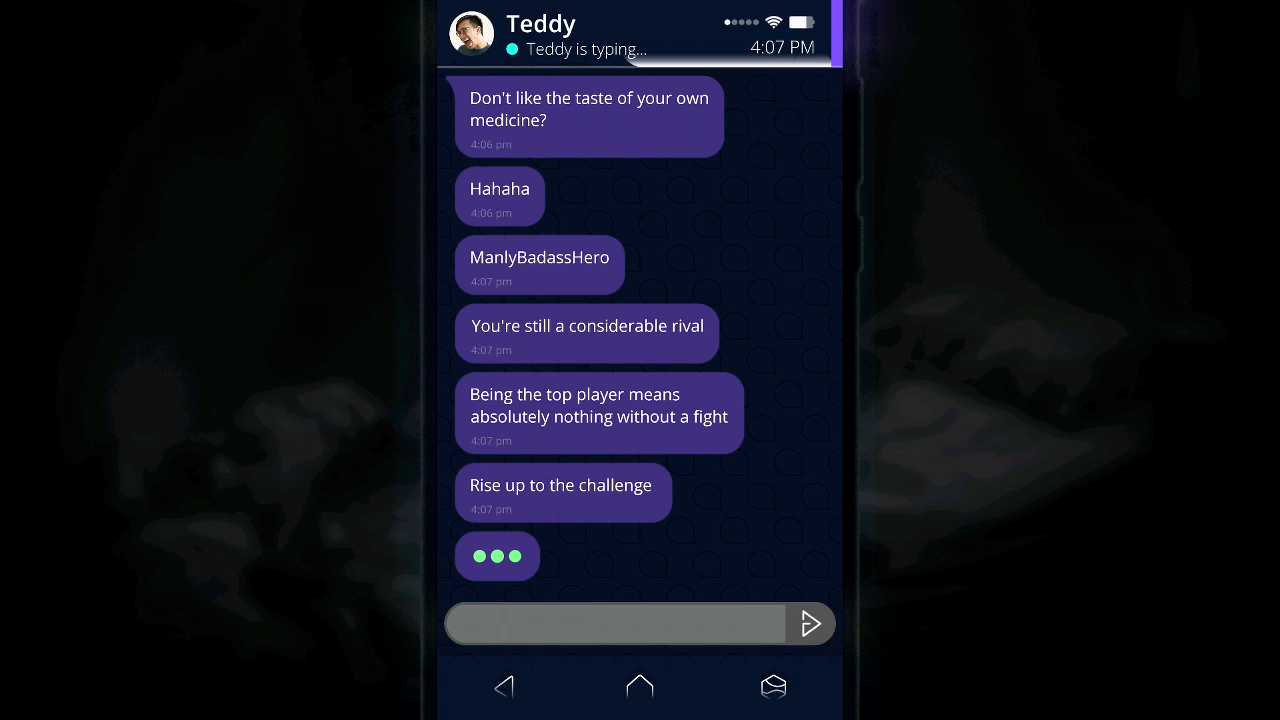 Teddy
Teddy is typing...
4:07 PM
Don't like the taste of your own
medicine?
4:06 pm
Hahaha
4:06 pm
ManlyBadassHero
4:07 pm
You're still a considerable rival
4:07 pm
Being the top player means
absolutely nothing without a fight
4:07 pm
Rise up to the challenge
4:07 pm